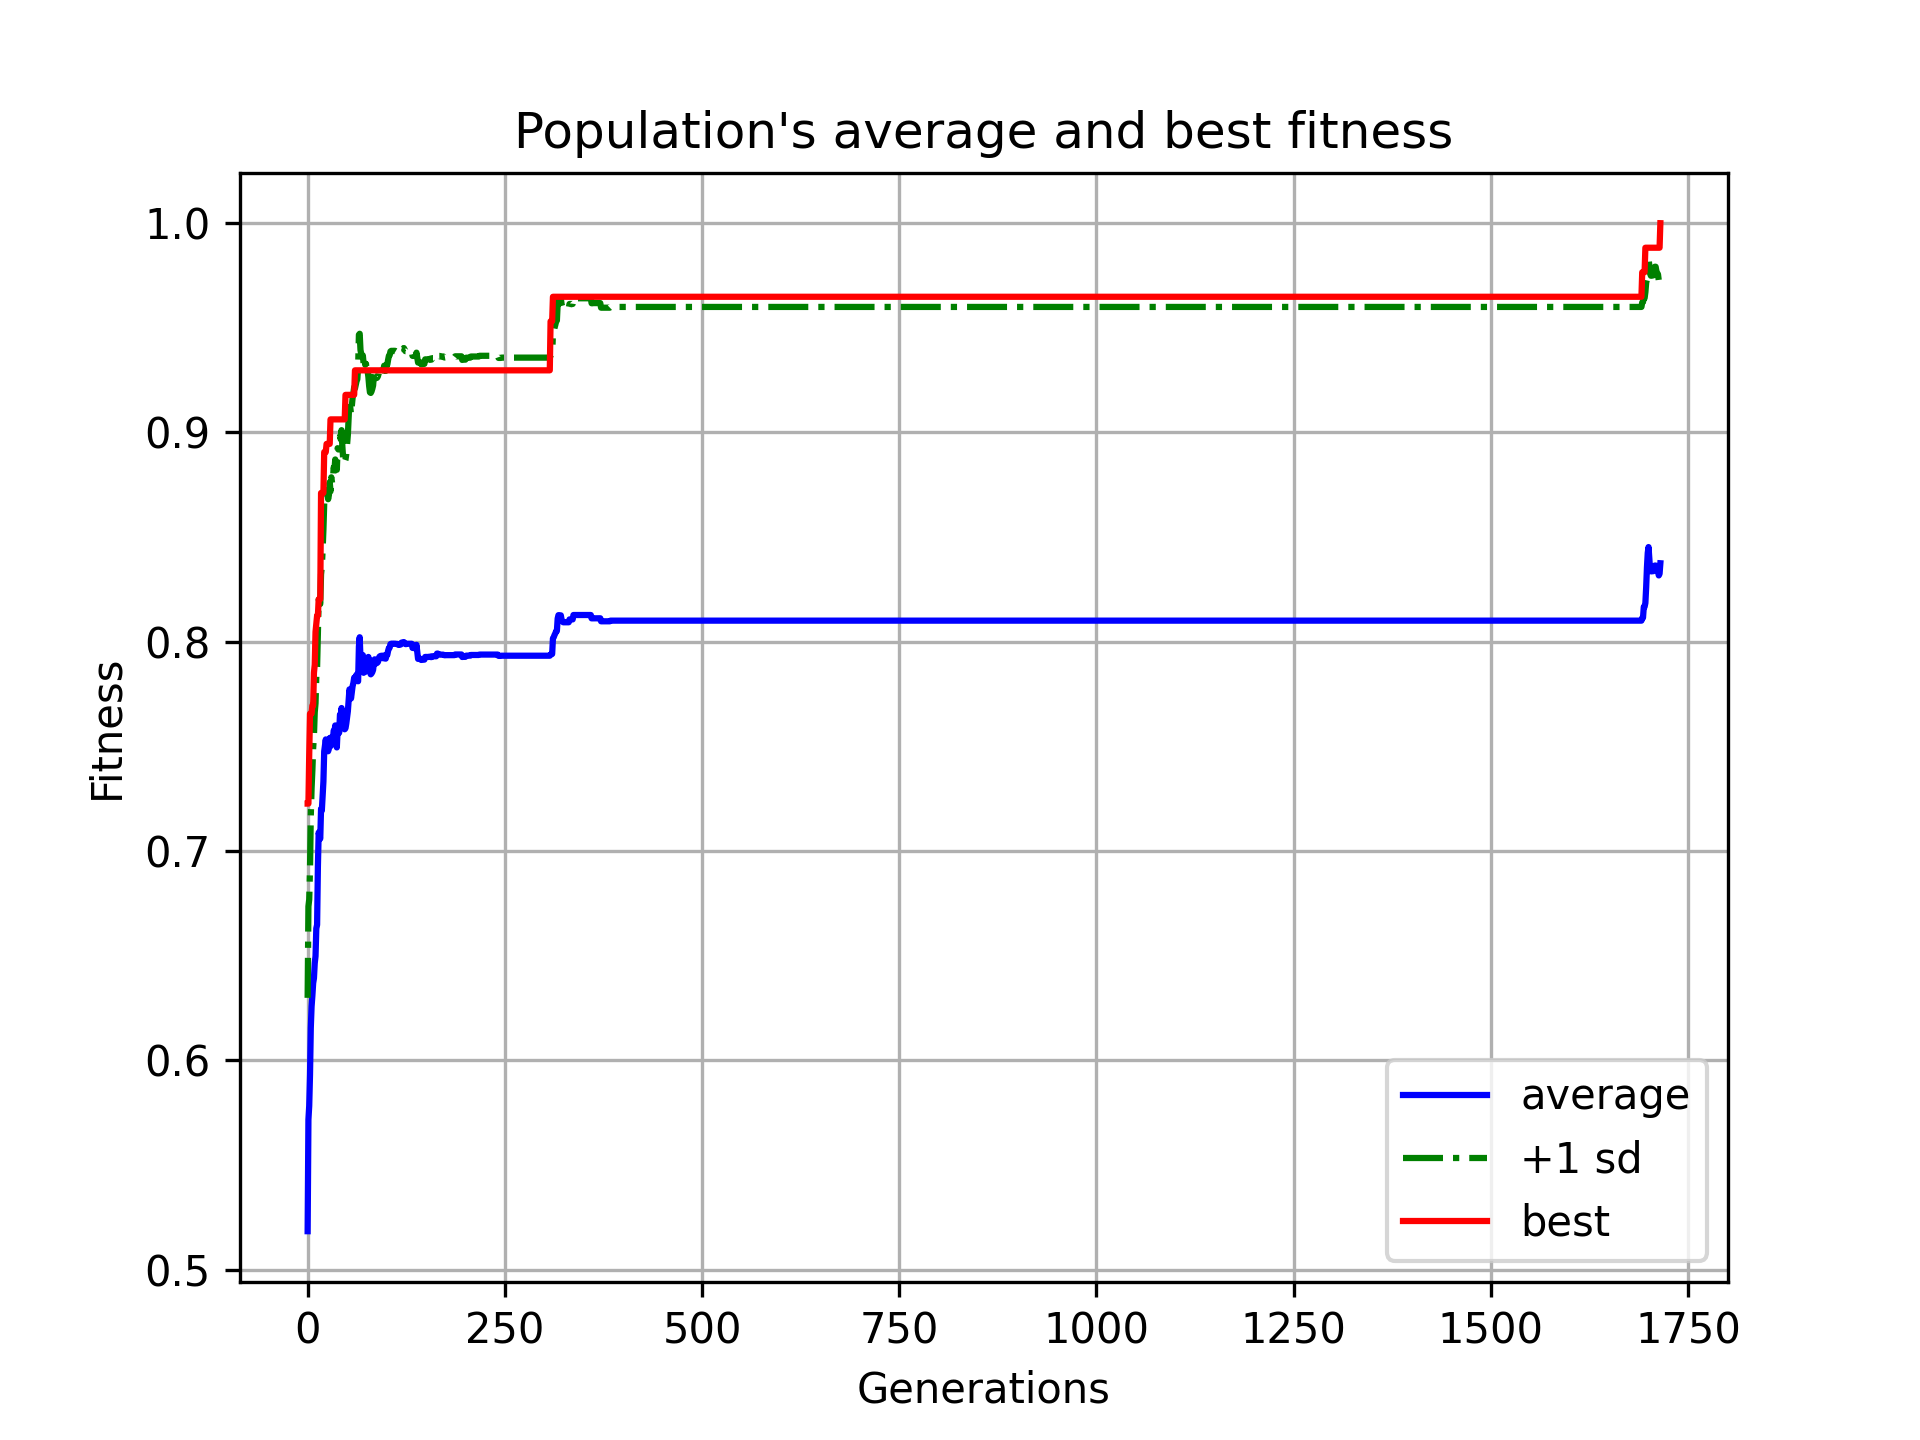 Population's average and best fitness
1.0
0.9
0.8
0.7
0.6
0.5
Fitness
0 250 500 750 1000 1250 1500 1750
Generations
average
+1 sd
best